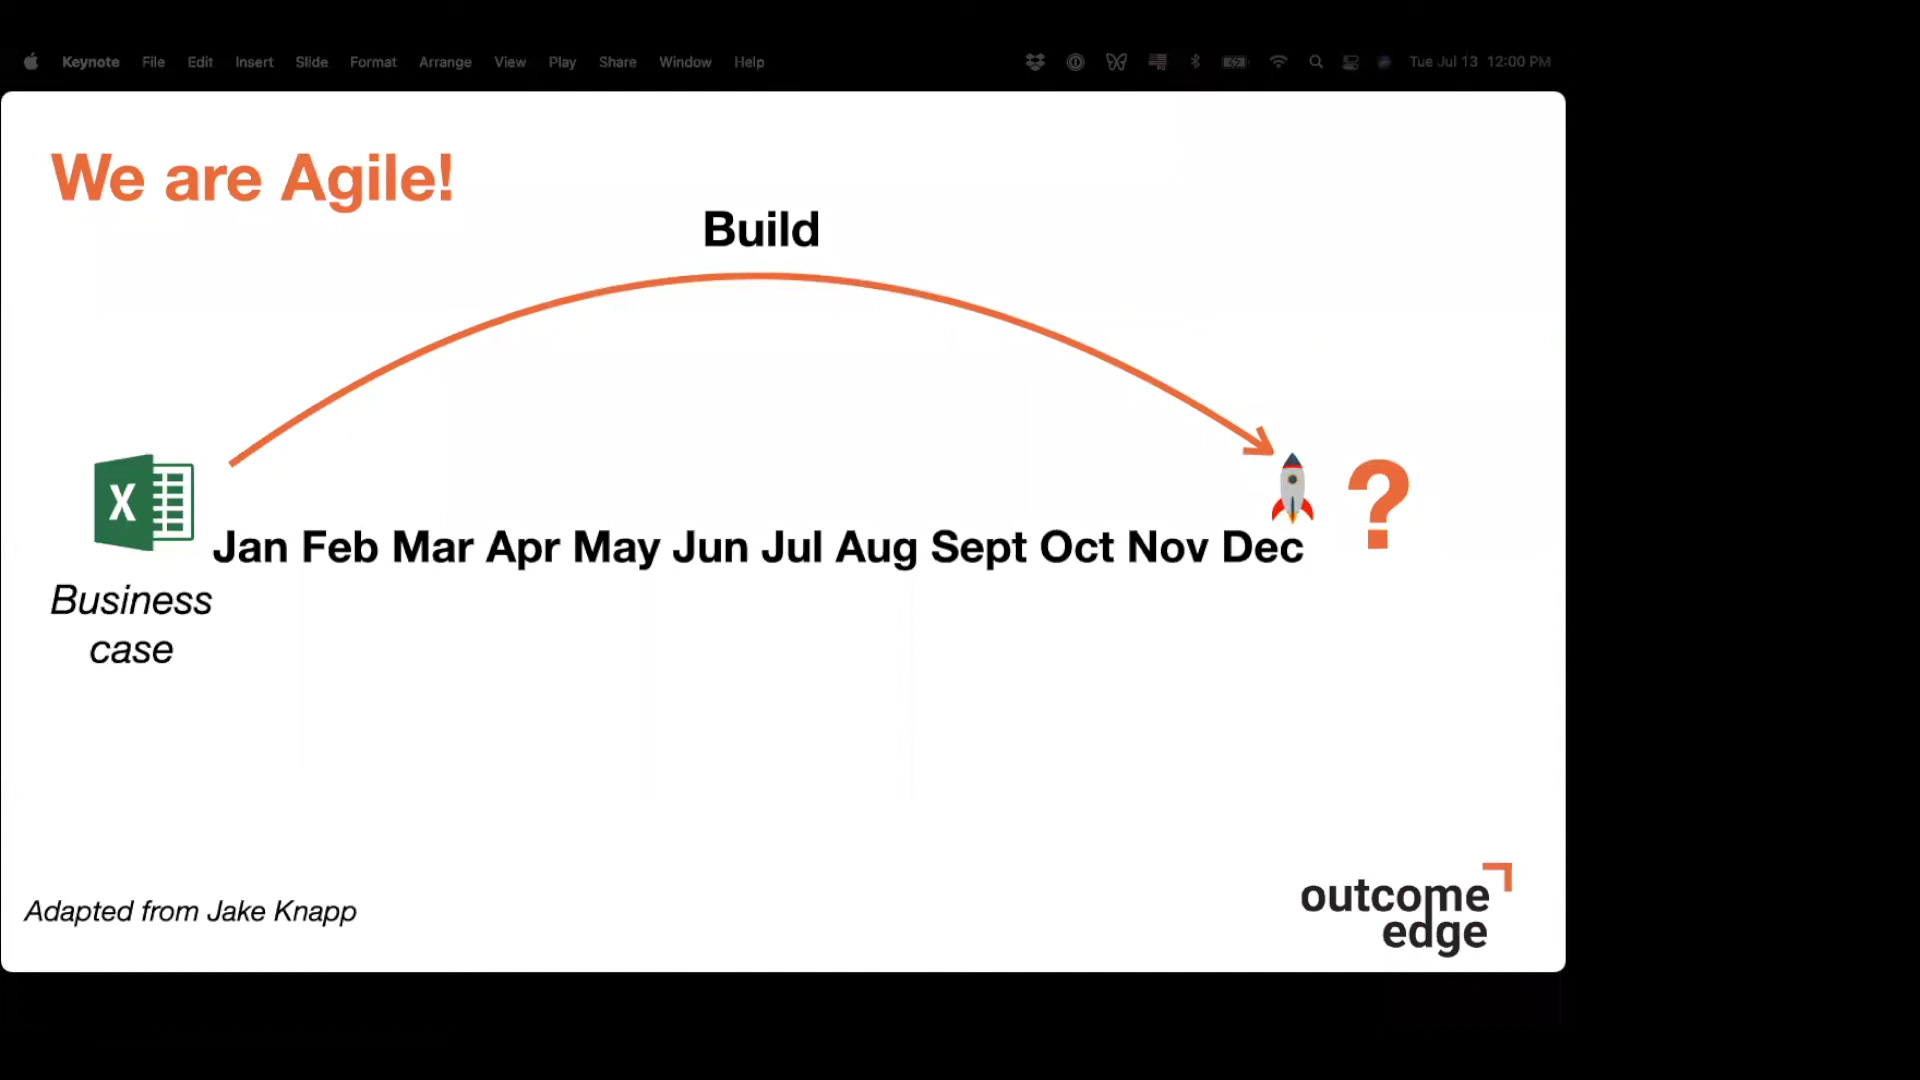 Keynote File Edit Insert Slide Format Arrange View Play Share Window Help Tue Jul 13 12:00 PM
We are Agile!
Build
X
?
Jan Feb Mar Apr May Jun Jul Aug Sept Oct Nov Dec
Business
case
Adapted from Jake Knapp
outcome
edge